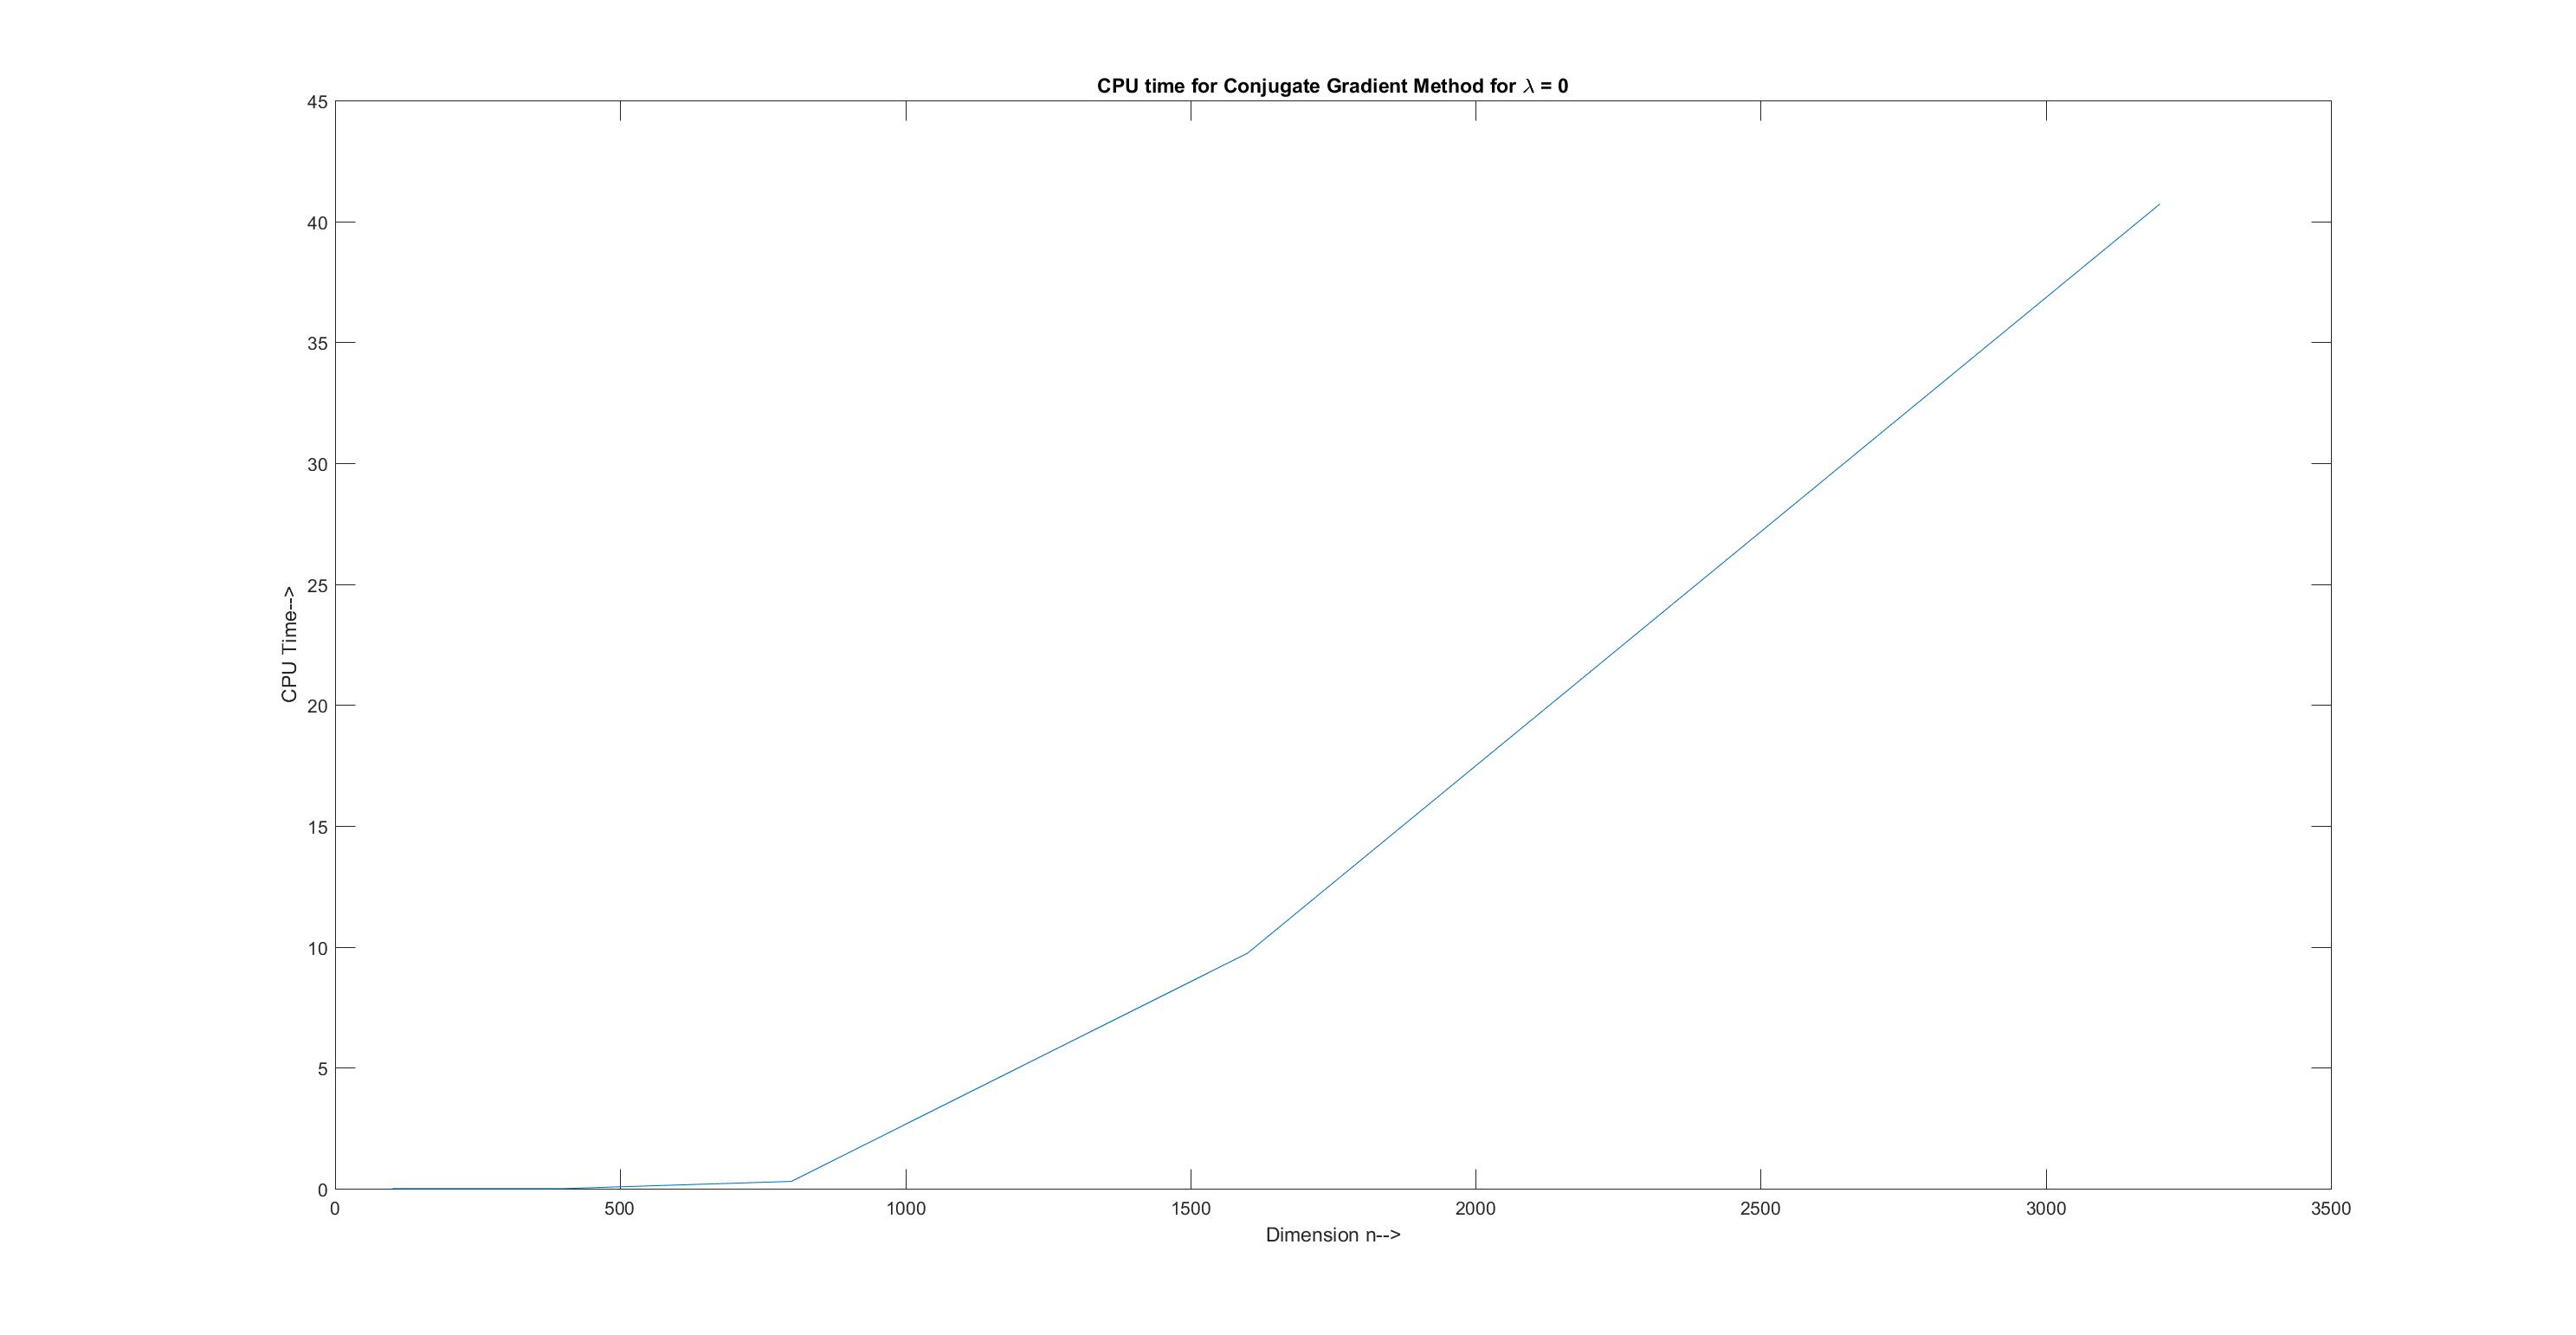 CPU time for Conjugate Gradient Method for λ = 0
45
40
35
30
25
20
15
10
5
0
CPU Time-->
0 500 1000 1500 2000 2500 3000 3500
Dimension n-->